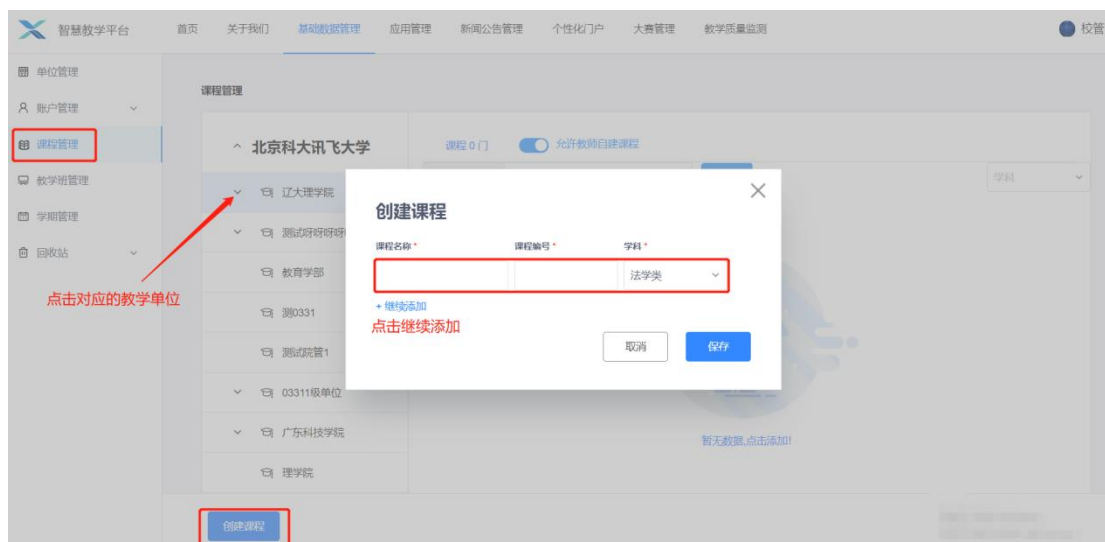 智慧教学平台 首页 关于我们 基础数据管理 应用管理 新闻公告管理 个性化门户 大赛管理 教学质量监测 校管
单位管理
账户管理
课程管理
教学班管理
学期管理
回收站
点击对应的教学单位
课程管理
北京科大讯飞大学
辽大理学院
测试呀呀呀呀
教育学部
测0331
测试院管1
03311级单位
广东科技学院
理学院
课程 0 门 允许教师自建课程
学科
创建课程
课程名称 * 课程编号 * 学科 *
法学类
+ 继续添加
点击继续添加
取消 保存
暂无数据,点击添加!
创建课程